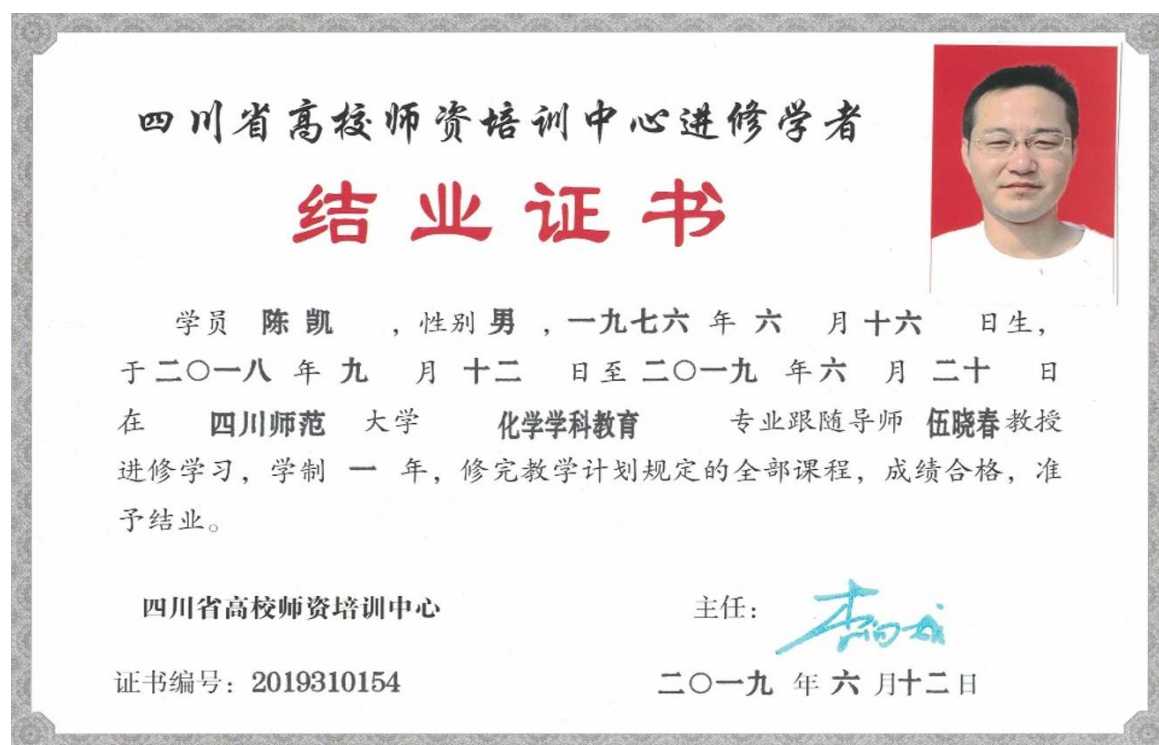 四川省高校师资培训中心进修学者
结业证书
学员 陈凯 ，性别 男 ，一九七六 年 六 月 十六 日生，
于 二〇一八 年 九 月 十二 日至 二〇一九 年 六 月 二十 日
在 四川师范 大学 化学学科教育 专业跟随导师 伍晓春 教授
进修学习，学制 一 年，修完教学计划规定的全部课程，成绩合格，准
予结业。
四川省高校师资培训中心 主任：
证书编号：2019310154 二〇一九 年 六 月十二日